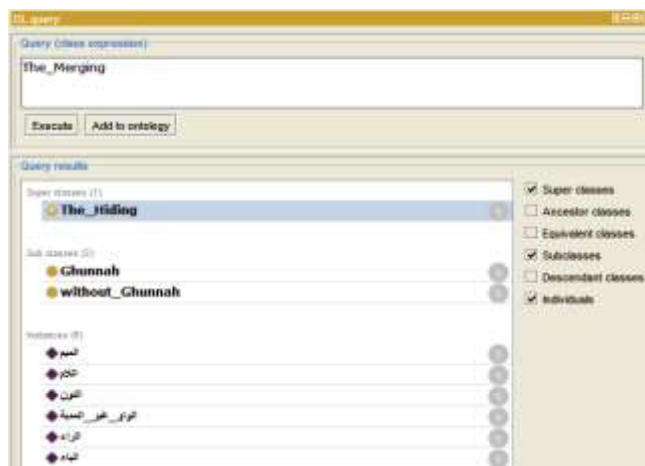 DL query
Query (class expression)
The_Merging
Execute Add to ontology
Query results
Super classes (1)
The_Hiding
Sub classes (2)
Ghunnah
without_Ghunnah
Instances (6)
الميم
اللام
النون
الراء
الياء
Super classes
Ancestor classes
Equivalent classes
Subclasses
Descendant classes
Individuals